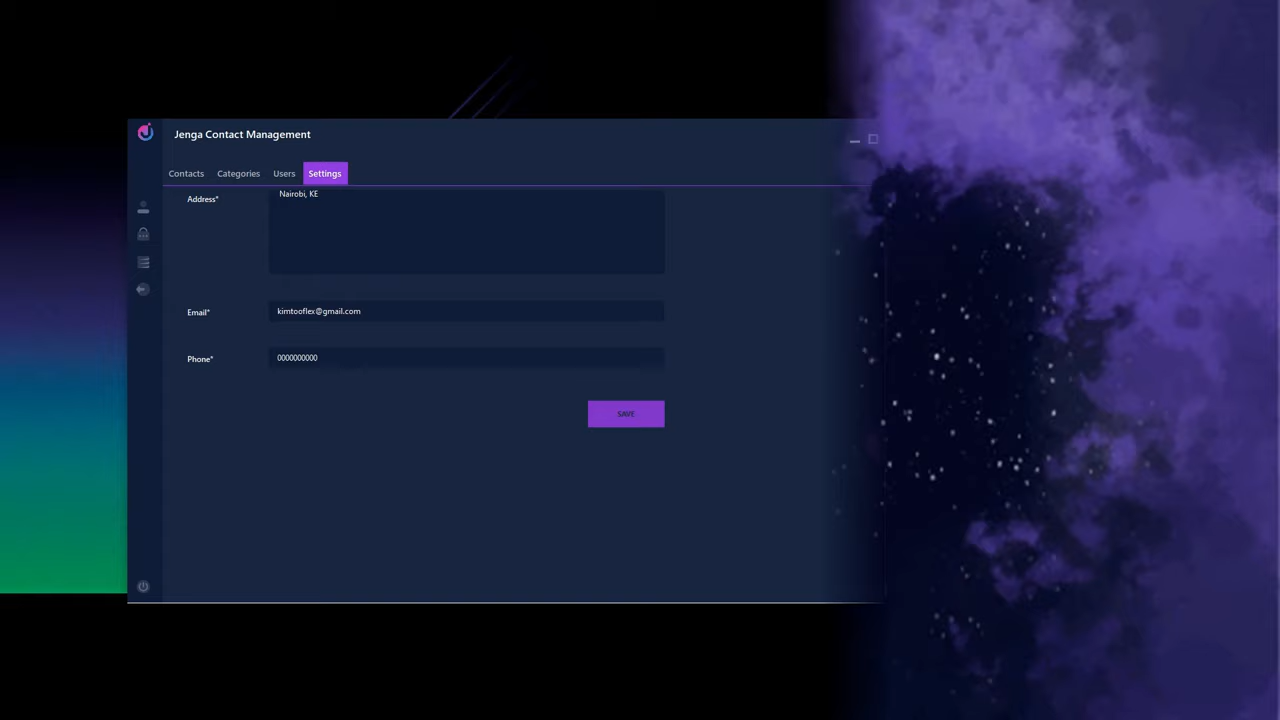 Jenga Contact Management
Contacts Categories Users Settings
Address* Nairobi, KE
Email* kimtooflex@gmail.com
Phone* 0000000000
SAVE